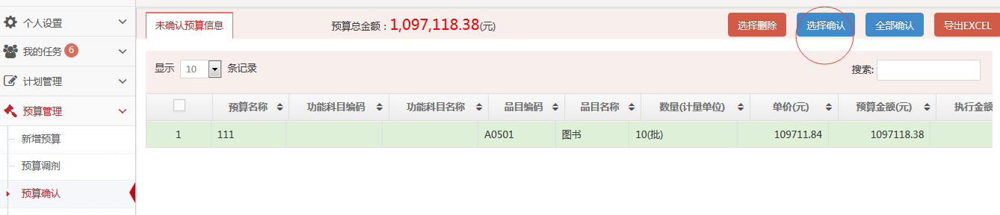 个人设置
我的任务 6
计划管理
预算管理
新增预算
预算调剂
预算确认
未确认预算信息 预算总金额：1,097,118.38(元) 选择删除 选择确认 全部确认 导出EXCEL
显示 10 条记录 搜索:
预算名称 功能科目编码 功能科目名称 品目编码 品目名称 数量(计量单位) 单价(元) 预算金额(元) 执行金额
1 111 A0501 图书 10(批) 109711.84 1097118.38